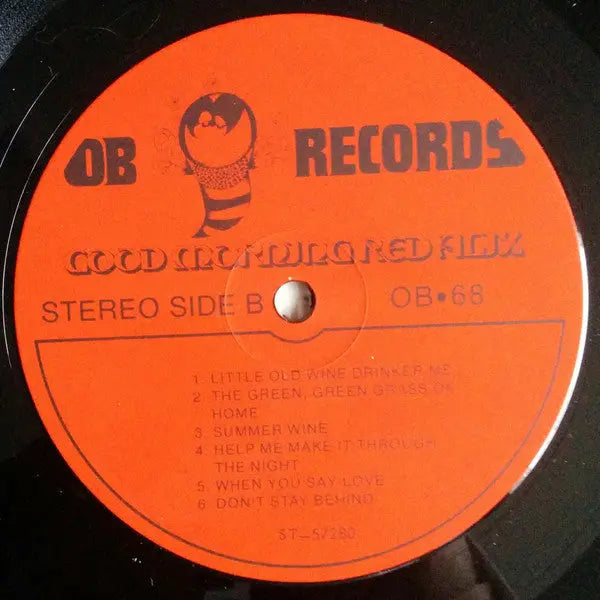 OB RECORDS
GOOD MORNING RED
STEREO SIDE B OB•68
1. LITTLE OLD WINE DRINKER ME
2. THE GREEN, GREEN GRASS OF
HOME
3 SUMMER WINE
4. HELP ME MAKE IT THROUGH
THE NIGHT
5 WHEN YOU SAY LOVE
6 DON'T STAY BEHIND
ST—57280